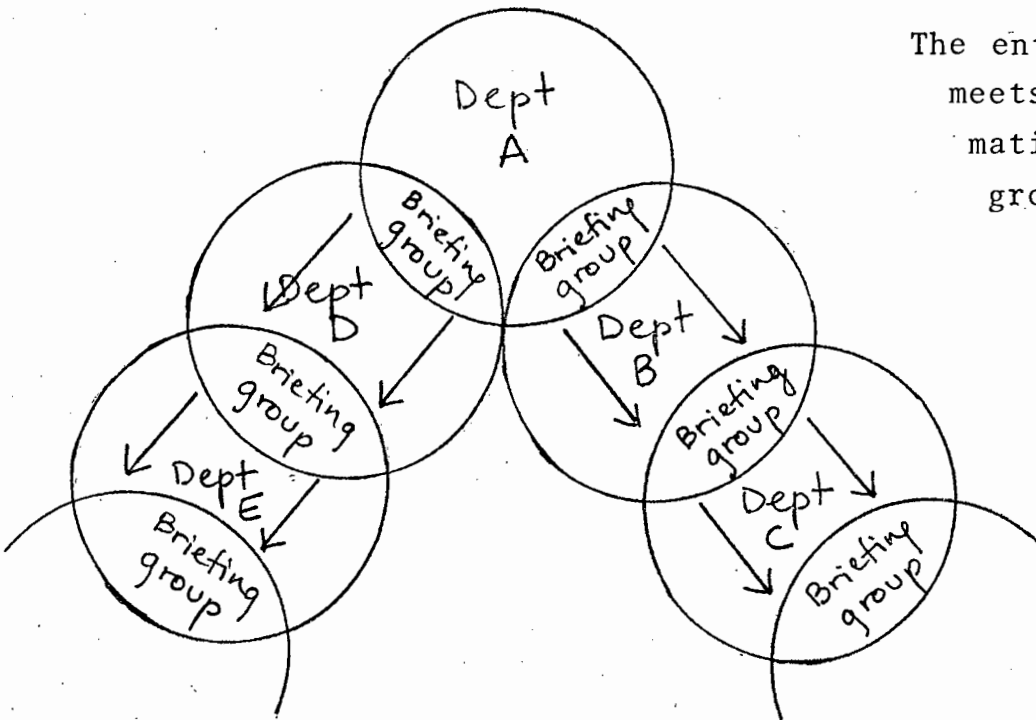 The ent
meets
mati
gro
Dept
A
Briefing
group
Briefing
group
Dept
D
Dept
B
Briefing
group
Briefing
group
Dept
E
Dept
C
Briefing
group
Briefing
group